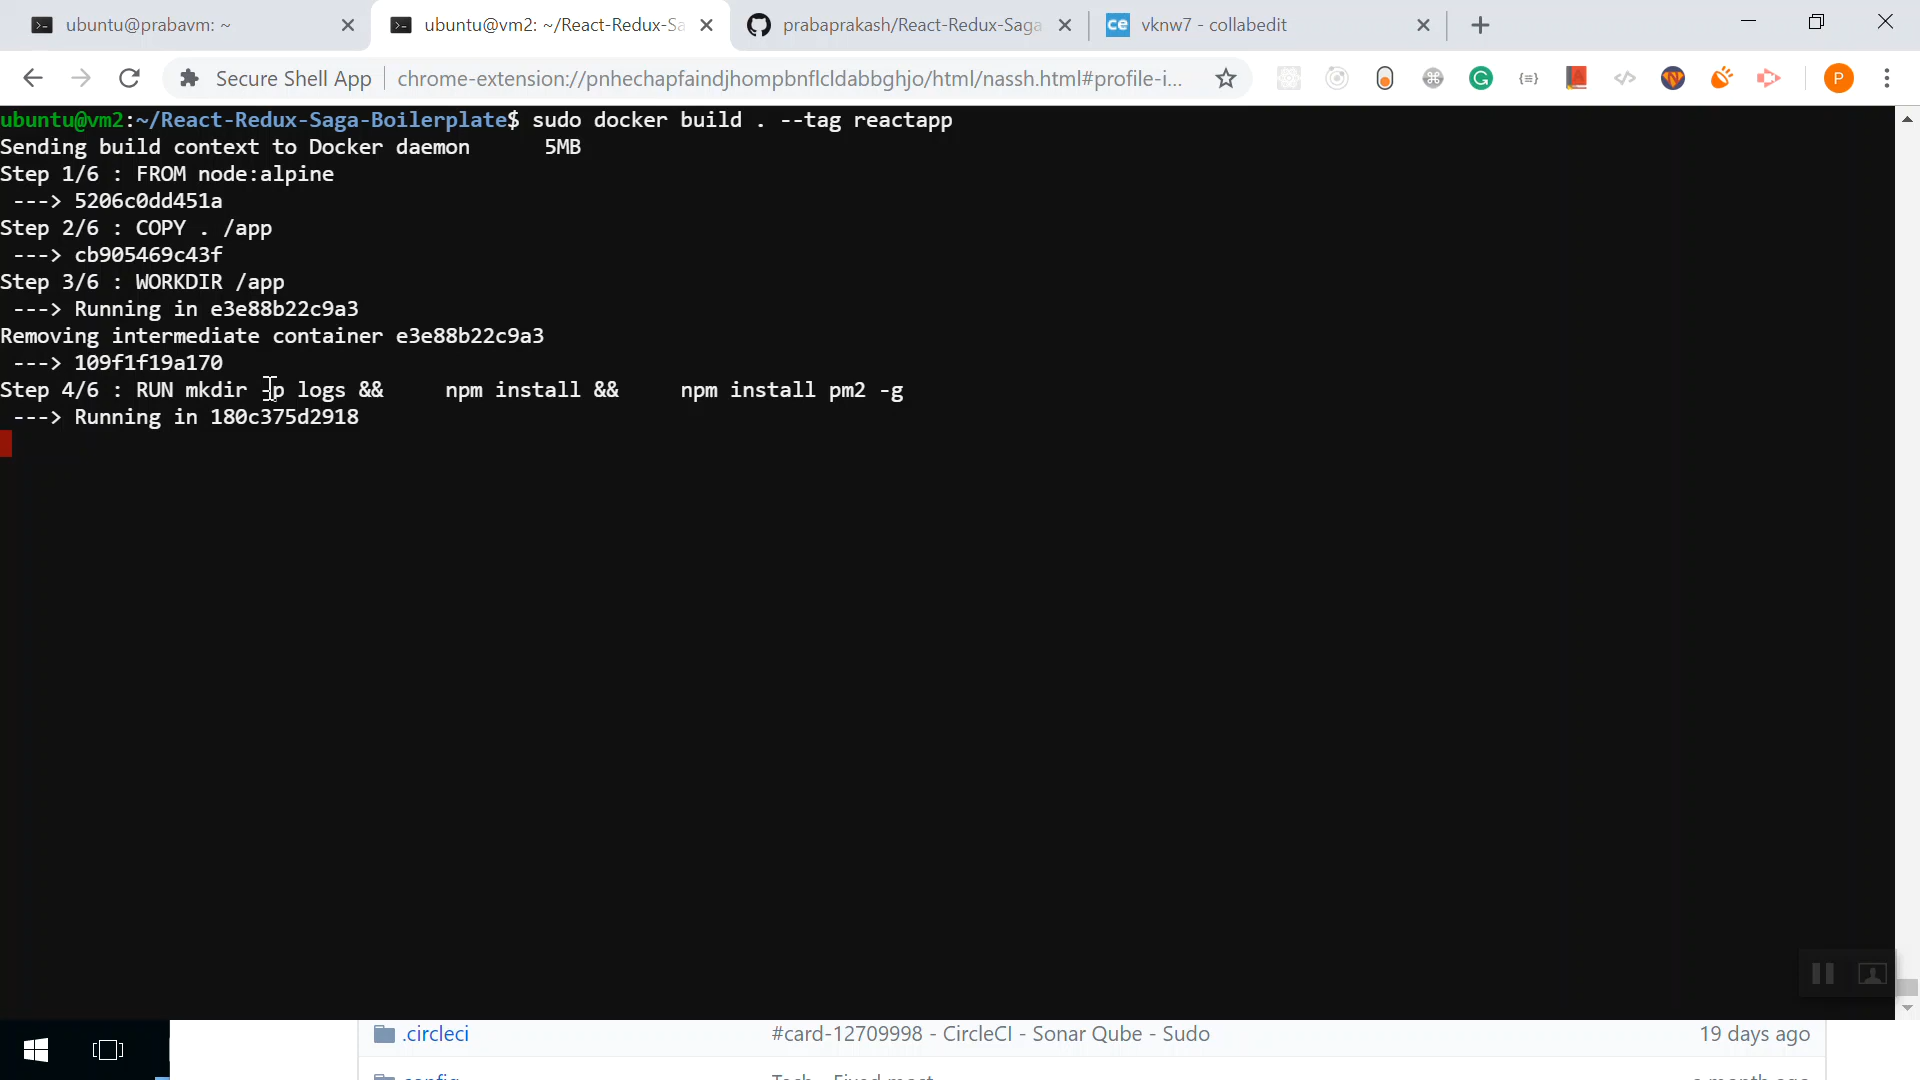 ubuntu@prabavm: ~
ubuntu@vm2: ~/React-Redux-Sa
prabaprakash/React-Redux-Saga
ce vknw7 - collabedit
Secure Shell App
chrome-extension://pnhechapfaindjhompbnflcldabbghjo/html/nassh.html#profile-i...
P
ubuntu@vm2:~/React-Redux-Saga-Boilerplate$ sudo docker build . --tag reactapp
Sending build context to Docker daemon 5MB
Step 1/6 : FROM node:alpine
---> 5206c0dd451a
Step 2/6 : COPY . /app
---> cb905469c43f
Step 3/6 : WORKDIR /app
---> Running in e3e88b22c9a3
Removing intermediate container e3e88b22c9a3
---> 109f1f19a170
Step 4/6 : RUN mkdir -p logs && npm install && npm install pm2 -g
---> Running in 180c375d2918
.circleci #card-12709998 - CircleCI - Sonar Qube - Sudo 19 days ago